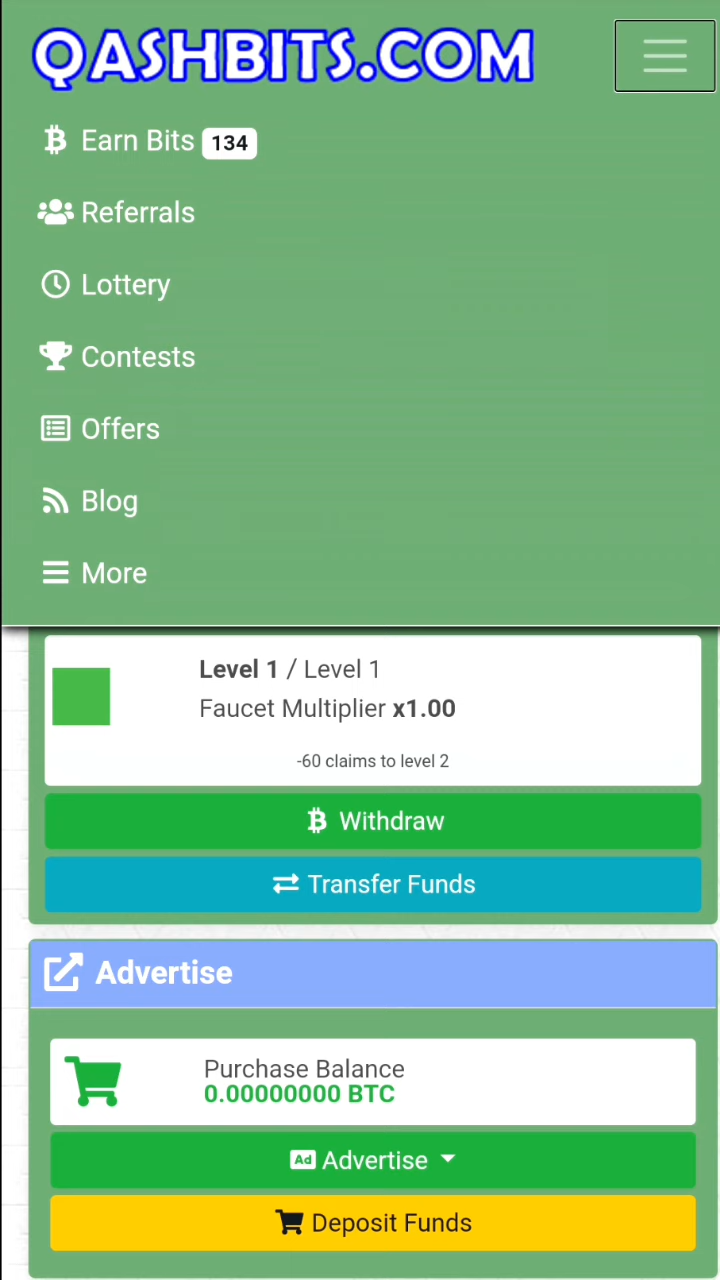 QASHBITS.COM
Earn Bits 134
Referrals
Lottery
Contests
Offers
Blog
More
Level 1 / Level 1
Faucet Multiplier x1.00
-60 claims to level 2
Withdraw
Transfer Funds
Advertise
Purchase Balance
0.00000000 BTC
Ad Advertise
Deposit Funds